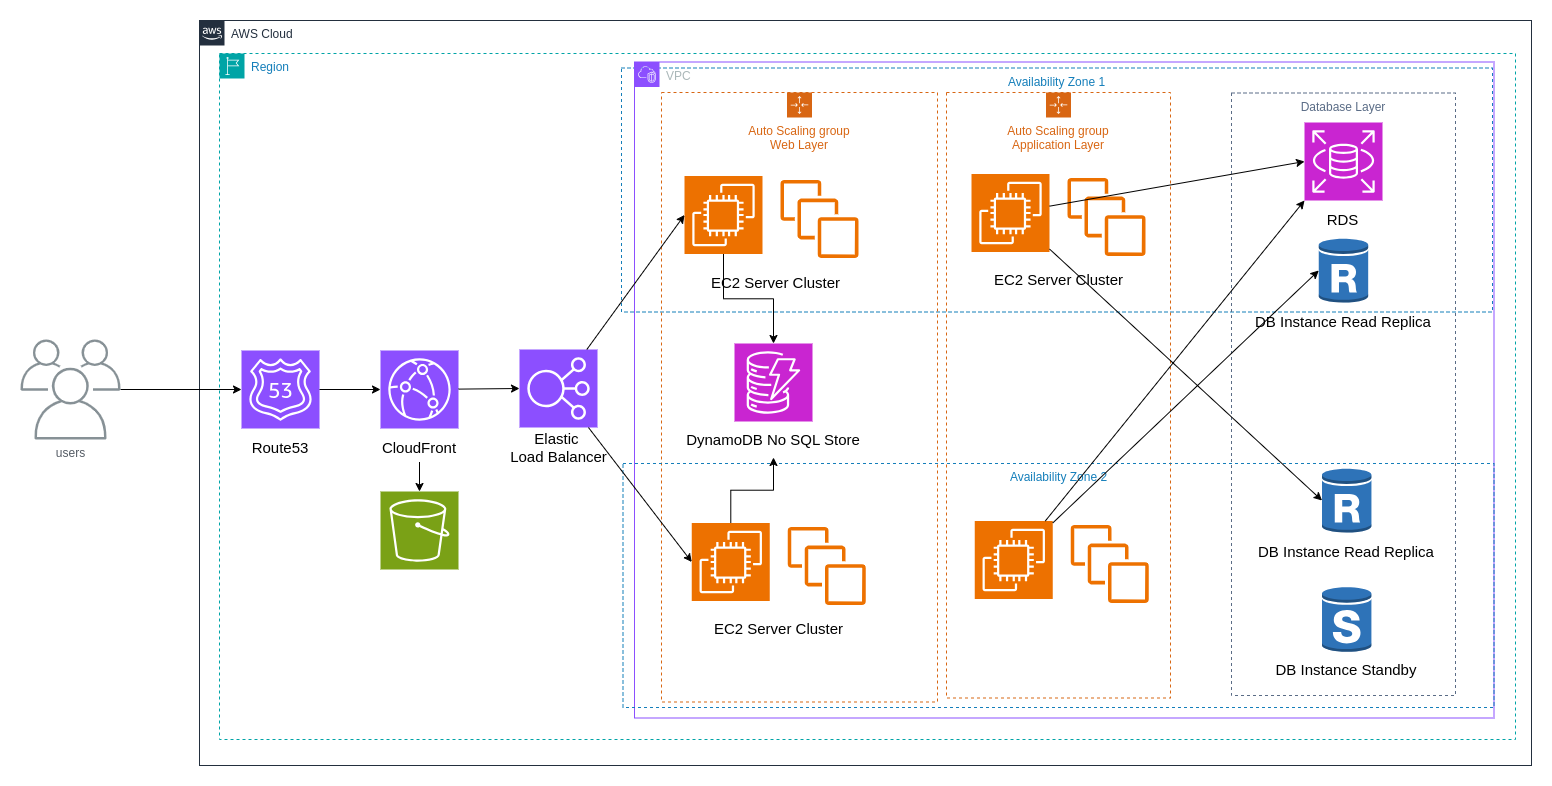 aws
AWS Cloud
Region
VPC
Availability Zone 1
Auto Scaling group
Web Layer
Auto Scaling group
Application Layer
Database Layer
RDS
EC2 Server Cluster
EC2 Server Cluster
R
DB Instance Read Replica
users
53
Route53
CloudFront
Elastic
Load Balancer
DynamoDB No SQL Store
Availability Zone 2
R
DB Instance Read Replica
EC2 Server Cluster
S
DB Instance Standby